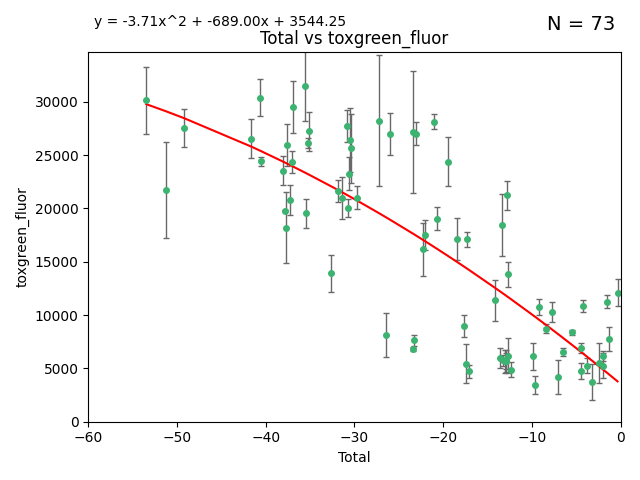 y = -3.71x^2 + -689.00x + 3544.25
N = 73
Total vs toxgreen_fluor
toxgreen_fluor
30000
25000
20000
15000
10000
5000
0
−60 −50 −40 −30 −20 −10 0
Total